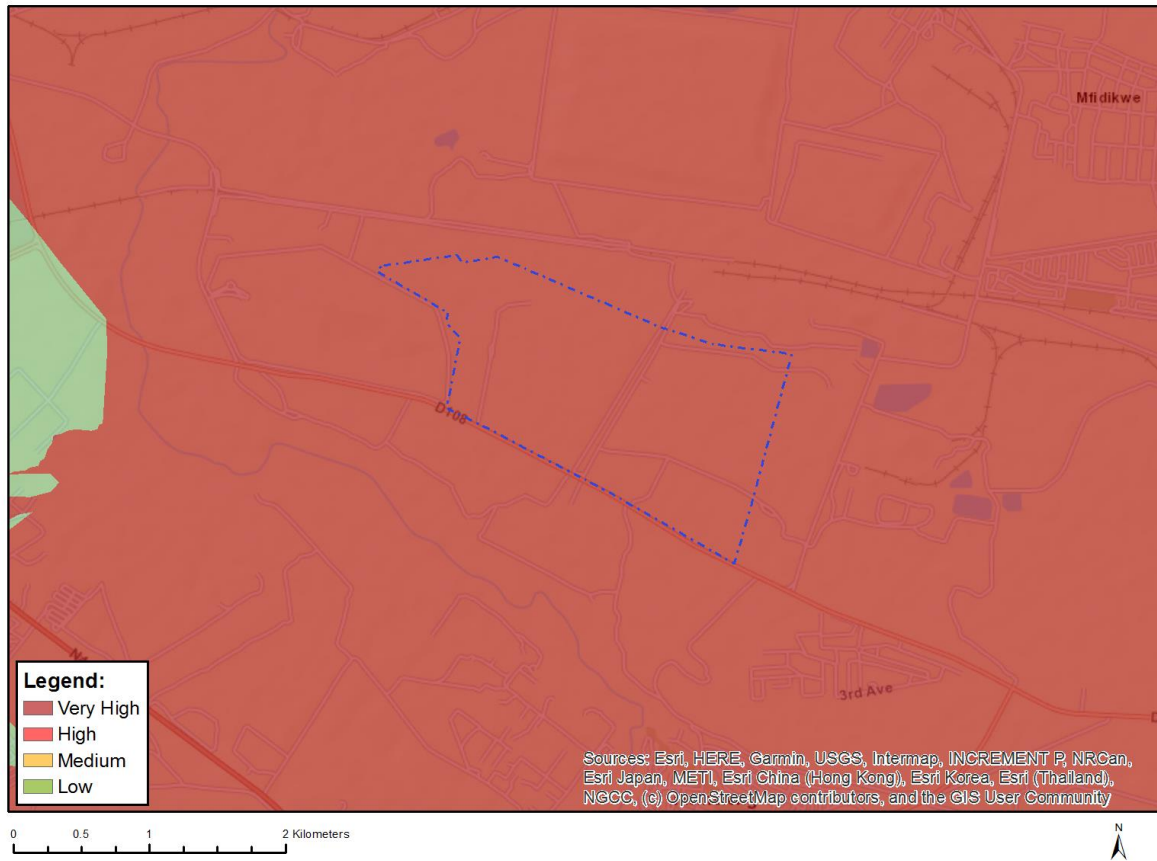 Mfidikwe
D108
N4
3rd Ave
Legend:
Very High
High
Medium
Low
Sources: Esri, HERE, Garmin, USGS, Intermap, INCREMENT P, NRCan,
Esri Japan, METI, Esri China (Hong Kong), Esri Korea, Esri (Thailand),
NGCC, (c) OpenStreetMap contributors, and the GIS User Community
0 0.5 1 2 Kilometers
N